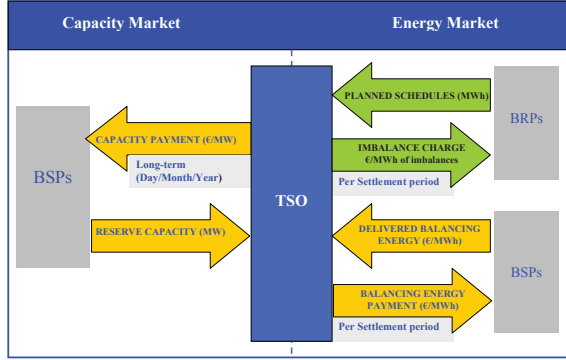 Capacity Market
Energy Market
PLANNED SCHEDULES (MWh)
BRPs
CAPACITY PAYMENT (€/MW)
IMBALANCE CHARGE
€/MWh of imbalances
Long-term
(Day/Month/Year)
Per Settlement period
BSPs
TSO
RESERVE CAPACITY (MW)
DELIVERED BALANCING
ENERGY (€/MWh)
BSPs
BALANCING ENERGY
PAYMENT (€/MWh)
Per Settlement period